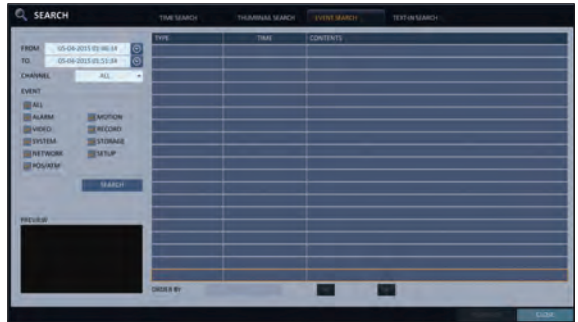 SEARCH
TIME SEARCH
THUMBNAIL SEARCH
EVENT SEARCH
TEXT-IN SEARCH
TYPE
TIME
CONTENTS
FROM
TO
CHANNEL
ALL
EVENT
ALL
ALARM
MOTION
VIDEO
RECORD
SYSTEM
STORAGE
NETWORK
SETUP
POS/ATM
SEARCH
PREVIEW
ORDER BY
CLOSE